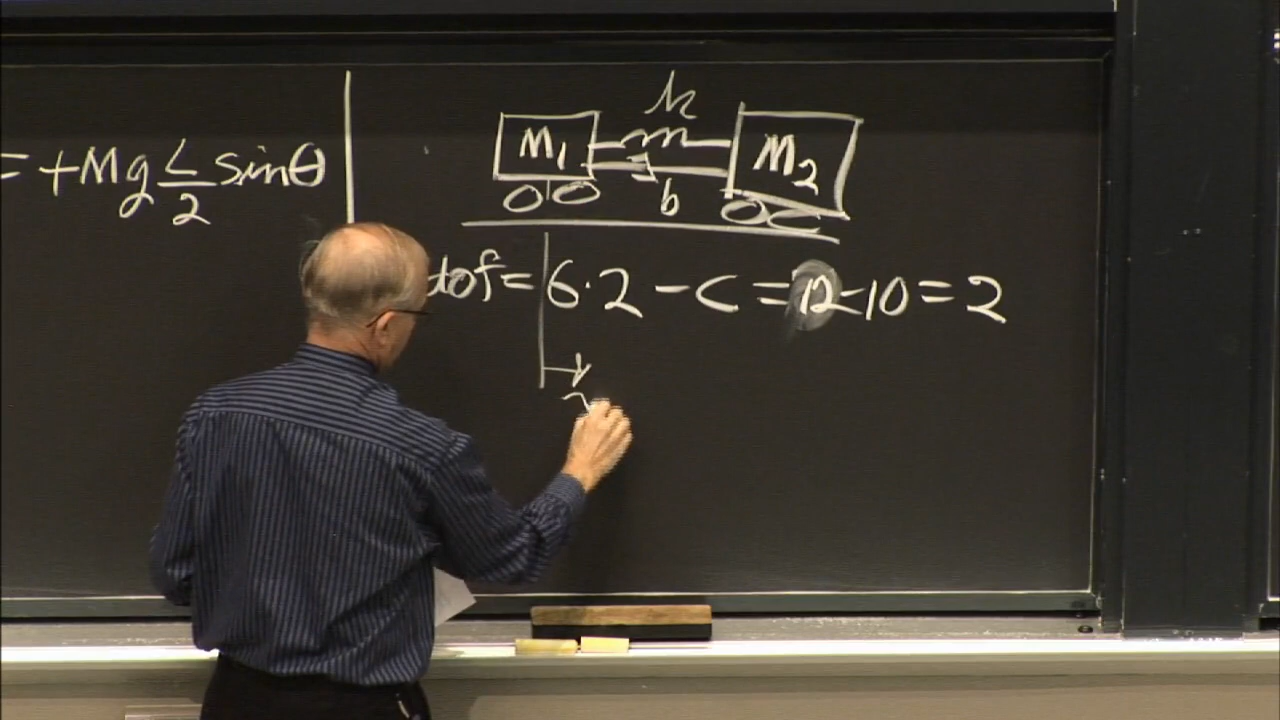 = +Mg L/2 sinθ
k
M1
M2
b
dof = 6·2 - C = 12 - 10 = 2